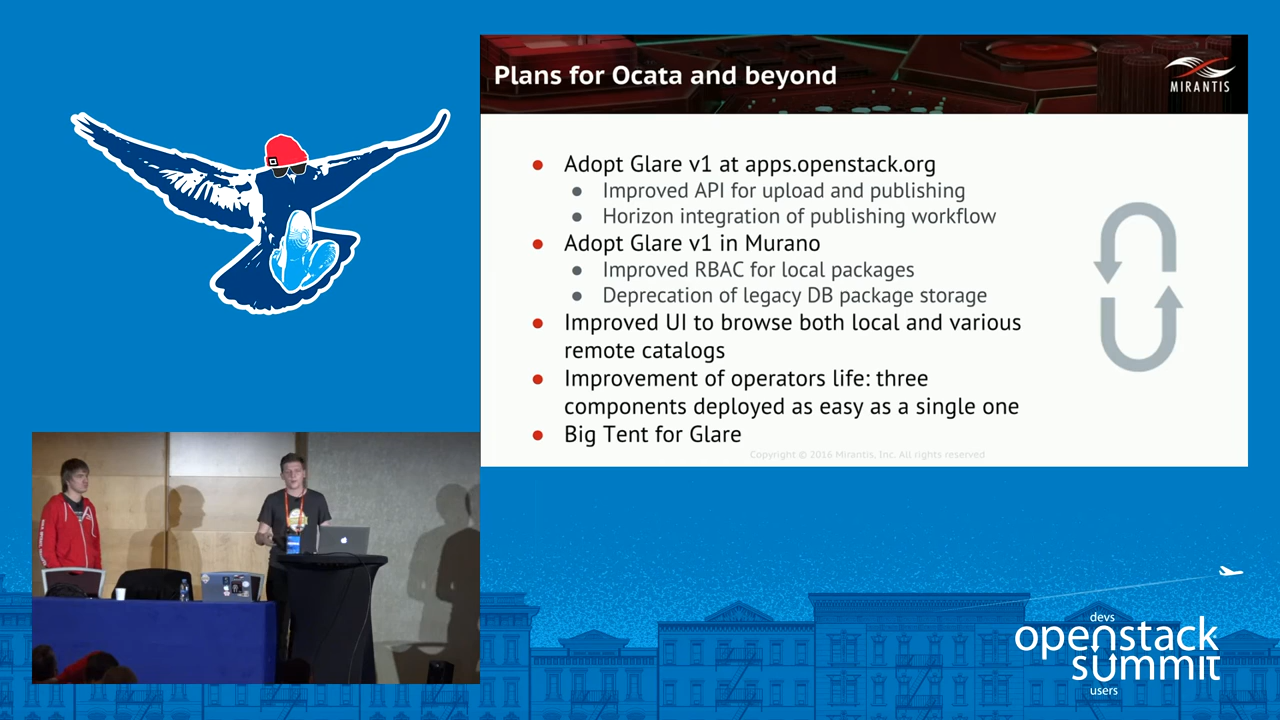 Plans for Ocata and beyond
MIRANTIS
● Adopt Glare v1 at apps.openstack.org
● Improved API for upload and publishing
● Horizon integration of publishing workflow
● Adopt Glare v1 in Murano
● Improved RBAC for local packages
● Deprecation of legacy DB package storage
● Improved UI to browse both local and various
remote catalogs
● Improvement of operators life: three
components deployed as easy as a single one
● Big Tent for Glare
Copyright © 2016 Mirantis, Inc. All rights reserved
devs
openstack
summit
users